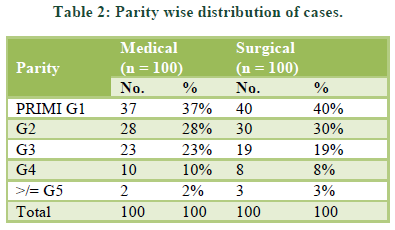 Table 2: Parity wise distribution of cases.
Parity Medical (n = 100) Surgical (n = 100)
No. % No. %
PRIMI G1 37 37% 40 40%
G2 28 28% 30 30%
G3 23 23% 19 19%
G4 10 10% 8 8%
>/= G5 2 2% 3 3%
Total 100 100 100 100